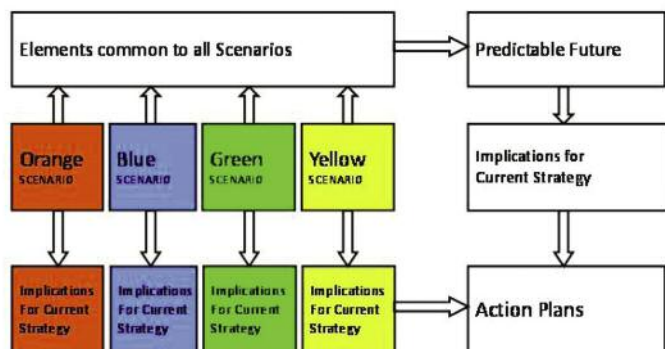 Elements common to all Scenarios
Predictable Future
Orange
SCENARIO
Blue
SCENARIO
Green
SCENARIO
Yellow
SCENARIO
Implications for
Current Strategy
Implications
For Current
Strategy
Implications
For Current
Strategy
Implications
For Current
Strategy
Implications
For Current
Strategy
Action Plans